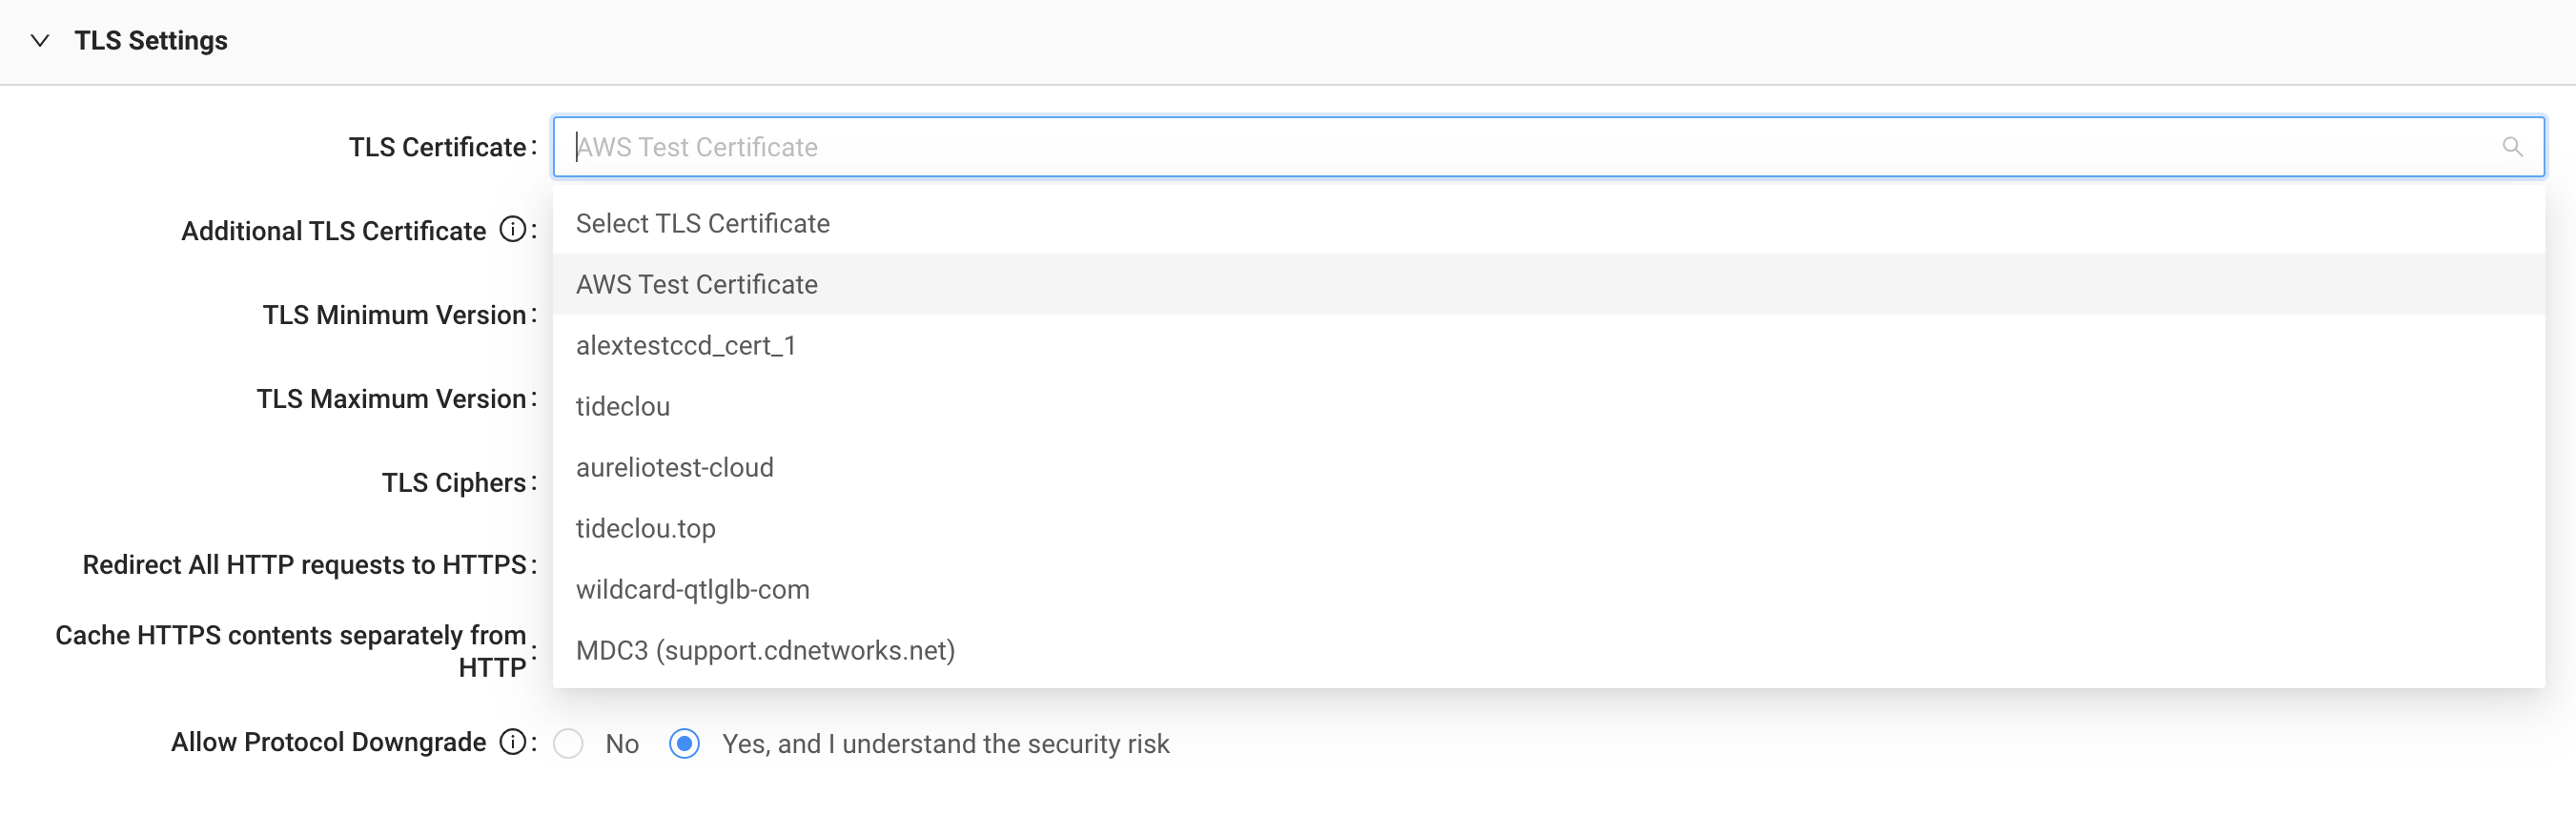 TLS Settings
TLS Certificate:
AWS Test Certificate
Select TLS Certificate
Additional TLS Certificate :
AWS Test Certificate
TLS Minimum Version:
alextestccd_cert_1
TLS Maximum Version:
tideclou
aureliotest-cloud
TLS Ciphers:
tideclou.top
Redirect All HTTP requests to HTTPS:
wildcard-qtlglb-com
Cache HTTPS contents separately from
HTTP:
MDC3 (support.cdnetworks.net)
Allow Protocol Downgrade : No Yes, and I understand the security risk